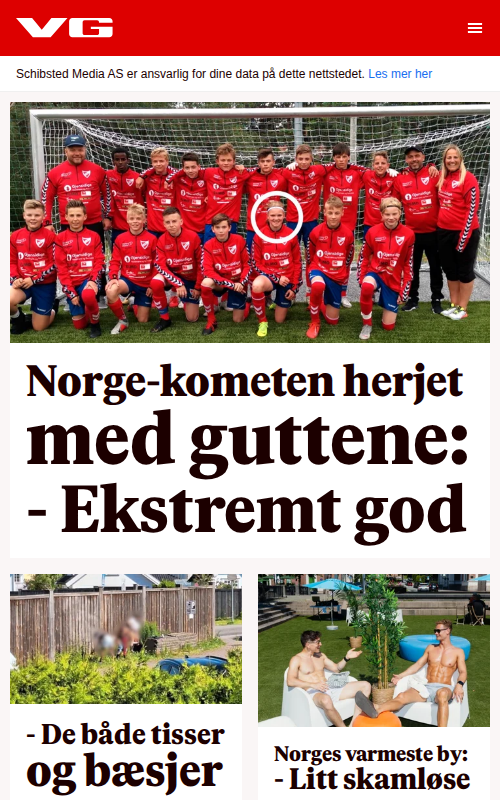 VG
Schibsted Media AS er ansvarlig for dine data på dette nettstedet. Les mer her
Norge-kometen herjet
med guttene:
- Ekstremt god
- De både tisser
og bæsjer
Norges varmeste by:
- Litt skamløse